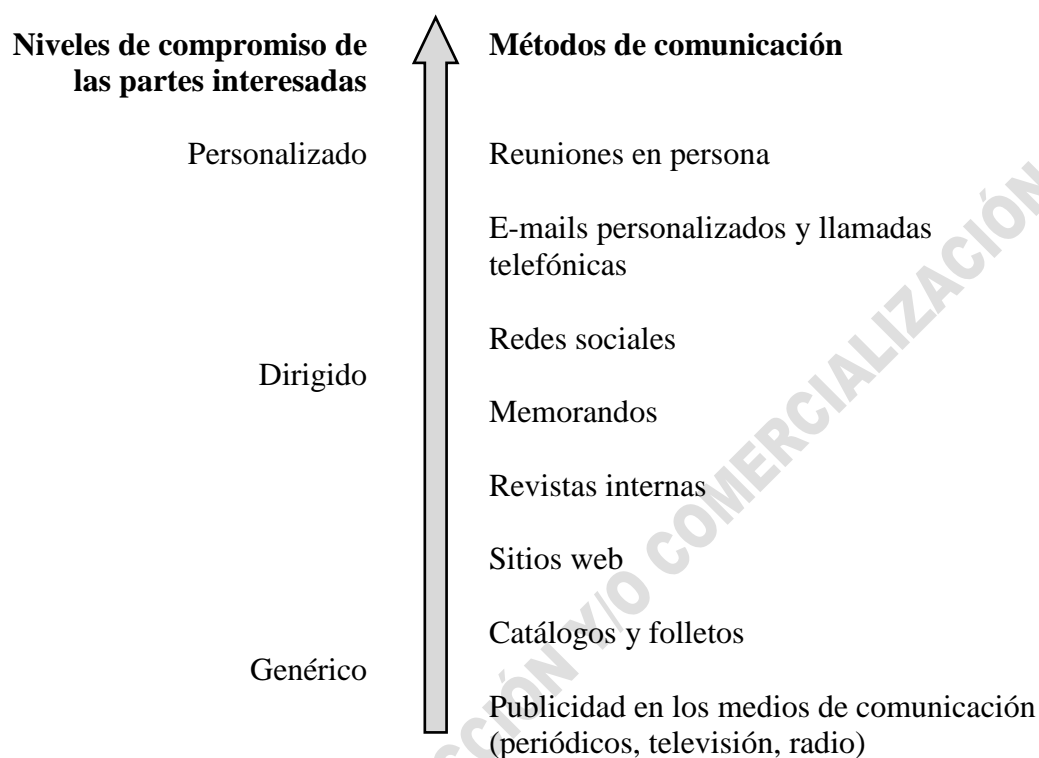 Niveles de compromiso de
las partes interesadas
Métodos de comunicación
Personalizado
Reuniones en persona
E-mails personalizados y llamadas
telefónicas
Redes sociales
Dirigido
Memorandos
Revistas internas
Sitios web
Catálogos y folletos
Genérico
Publicidad en los medios de comunicación
(periódicos, televisión, radio)
Y/O COMERCIALIZACIÓN